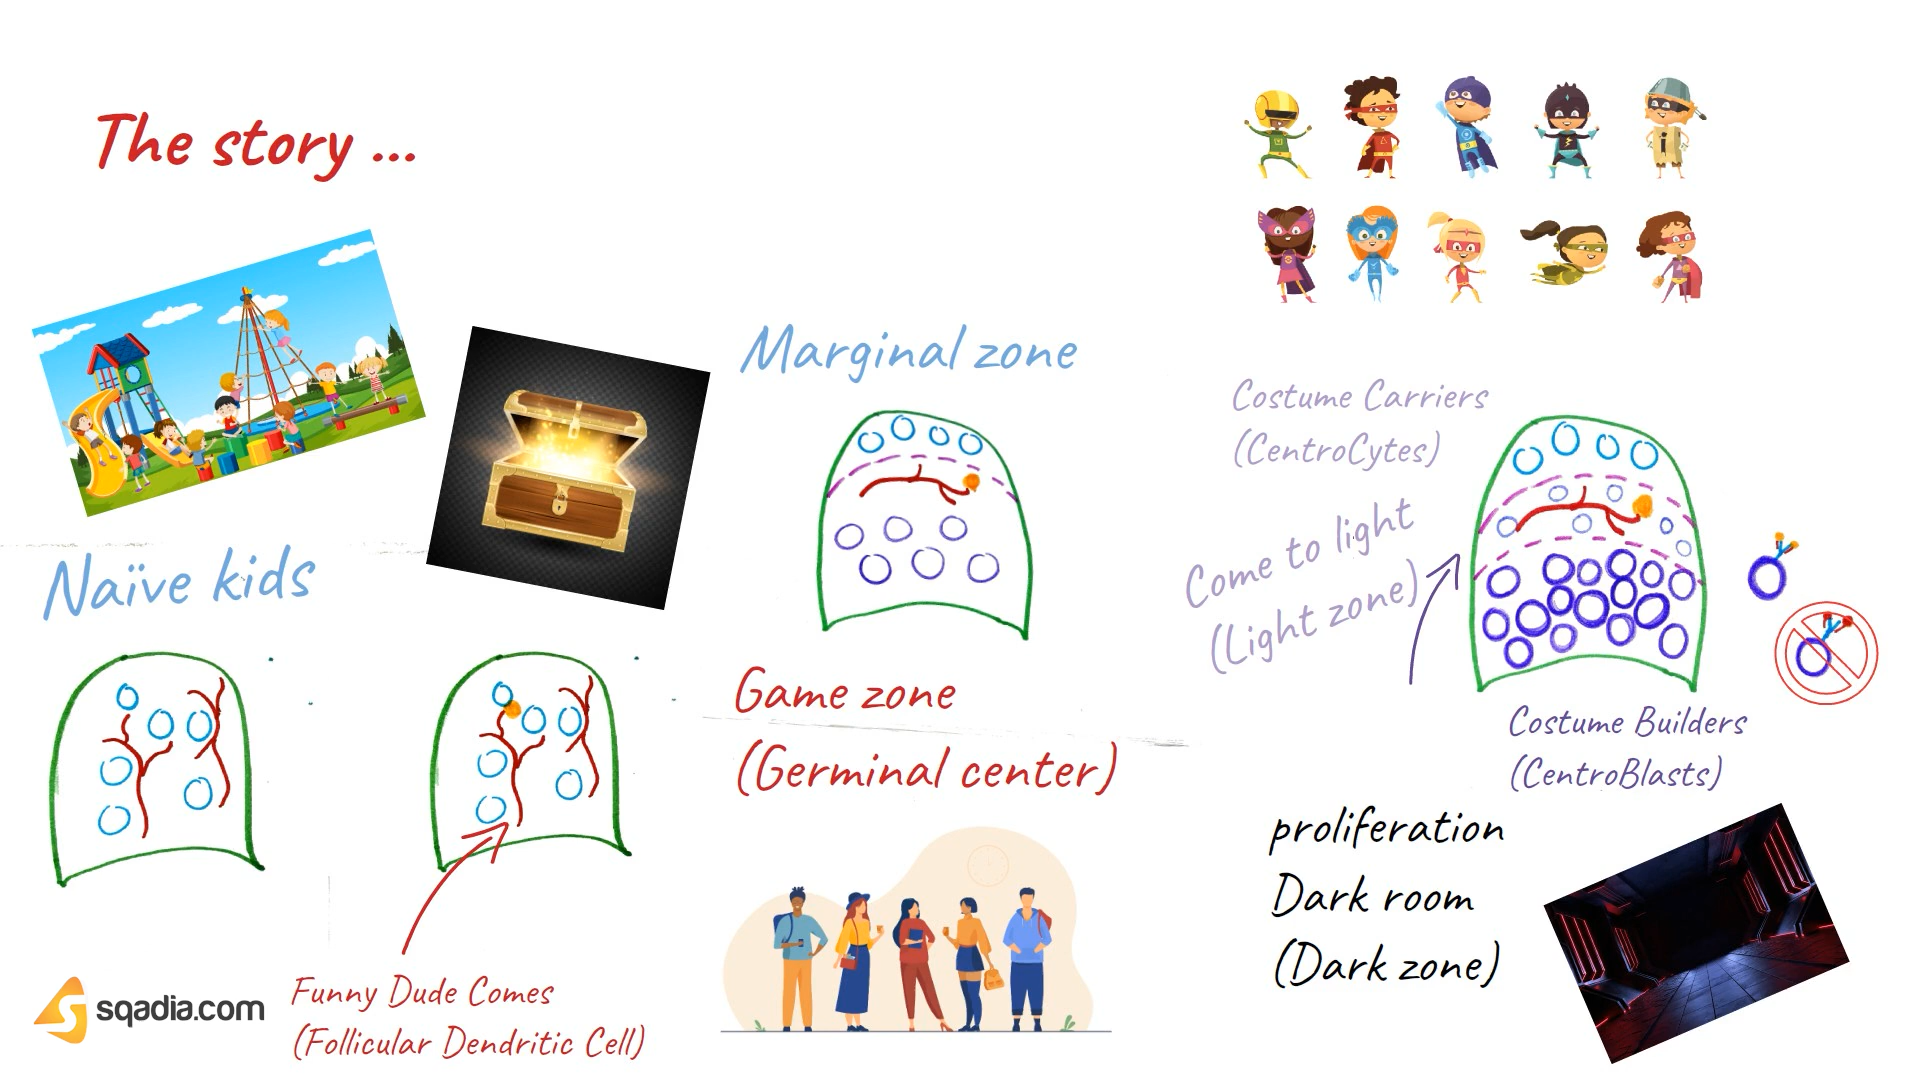 The story ...
Naïve kids
Funny Dude Comes
(Follicular Dendritic Cell)
Marginal zone
Game zone
(Germinal center)
Costume Carriers
(CentroCytes)
Come to light
(Light zone)
Costume Builders
(CentroBlasts)
proliferation
Dark room
(Dark zone)
sqadia.com